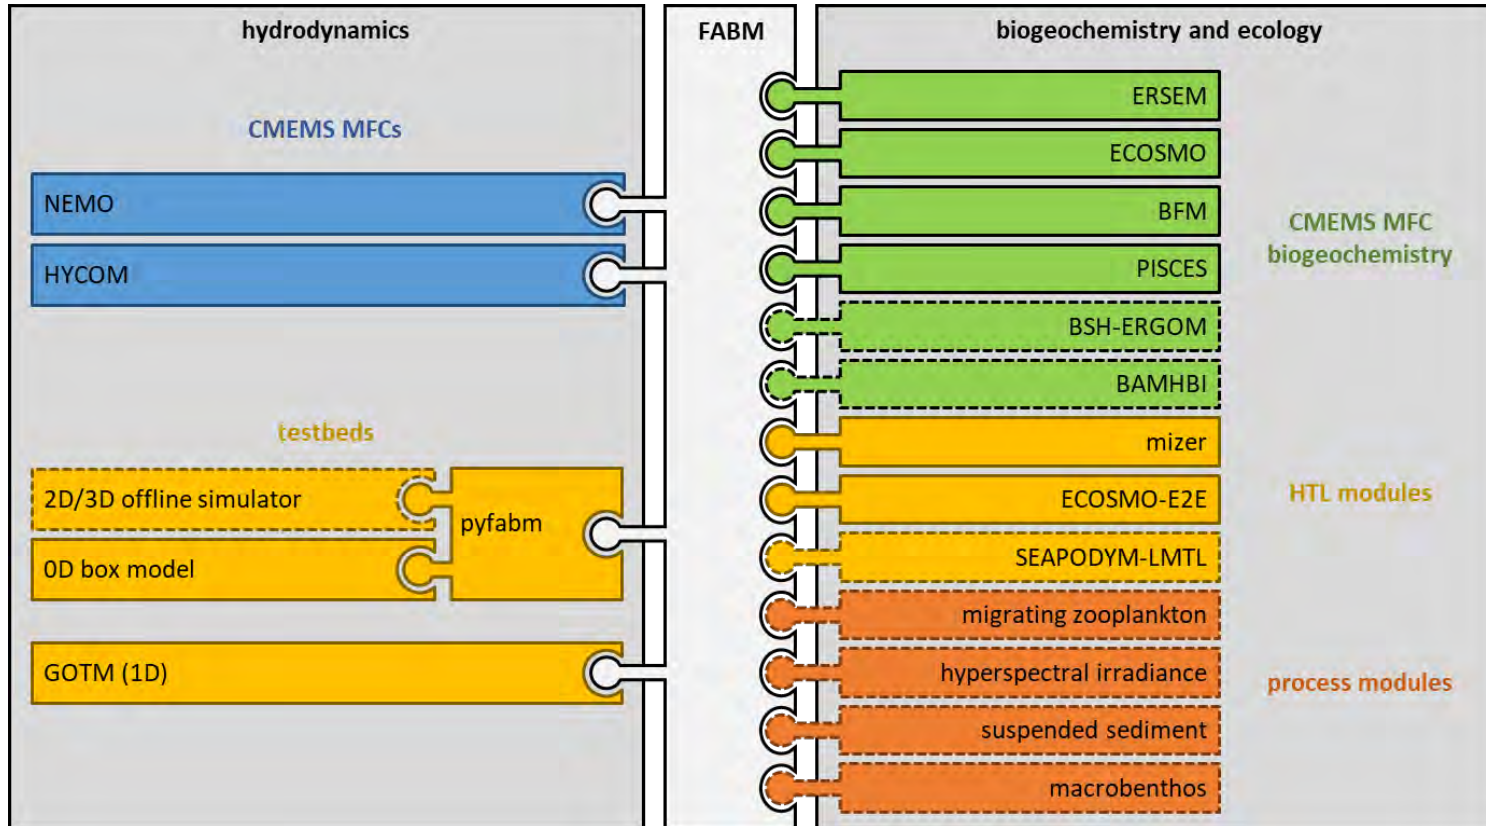 hydrodynamics
CMEMS MFCs
NEMO
HYCOM
testbeds
2D/3D offline simulator
pyfabm
0D box model
GOTM (1D)
FABM
biogeochemistry and ecology
ERSEM
ECOSMO
BFM
PISCES
BSH-ERGOM
BAMHBI
CMEMS MFC
biogeochemistry
mizer
ECOSMO-E2E
SEAPODYM-LMTL
HTL modules
migrating zooplankton
hyperspectral irradiance
suspended sediment
macrobenthos
process modules